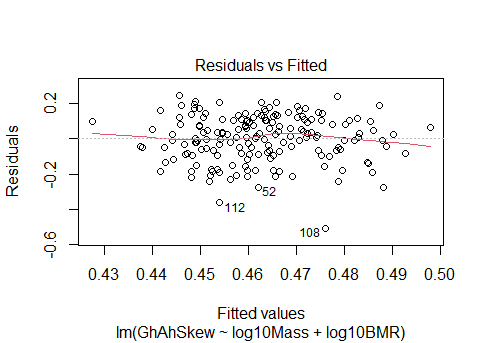 Residuals vs Fitted
Residuals
0.2
-0.2
-0.6
52
112
108
0.43 0.44 0.45 0.46 0.47 0.48 0.49 0.50
Fitted values
lm(GhAhSkew ~ log10Mass + log10BMR)